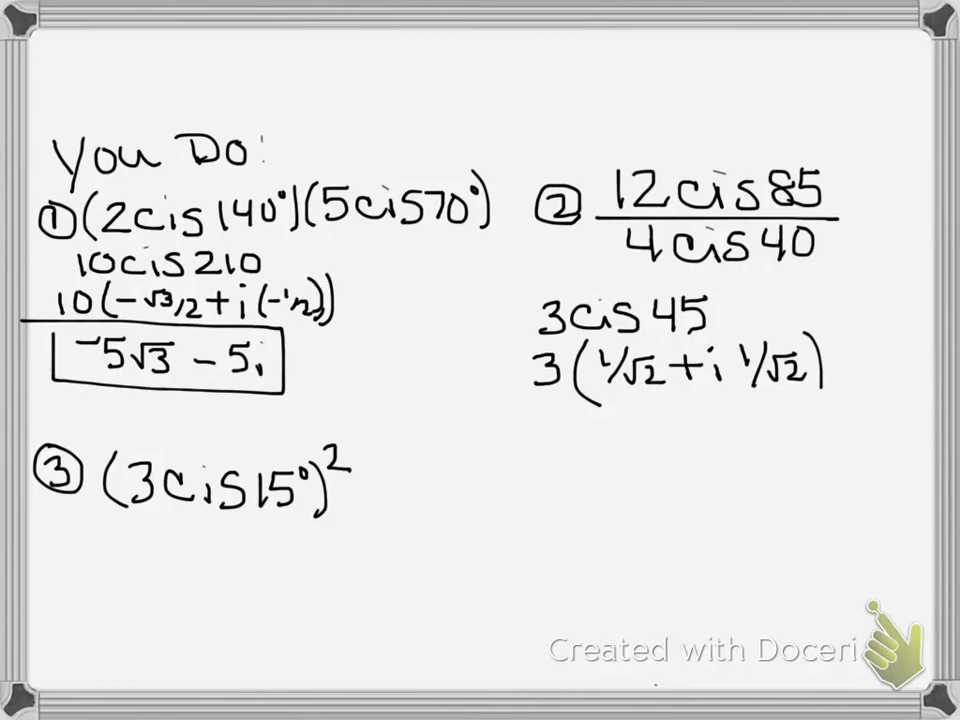 You Do:
① (2cis140°)(5cis70°)
10cis210
10(-√3/2+i(-1/2))
-5√3 - 5i
② 12cis85
4cis40
3cis45
3(1/√2+i 1/√2)
③ (3cis15°)²
Created with Doceri